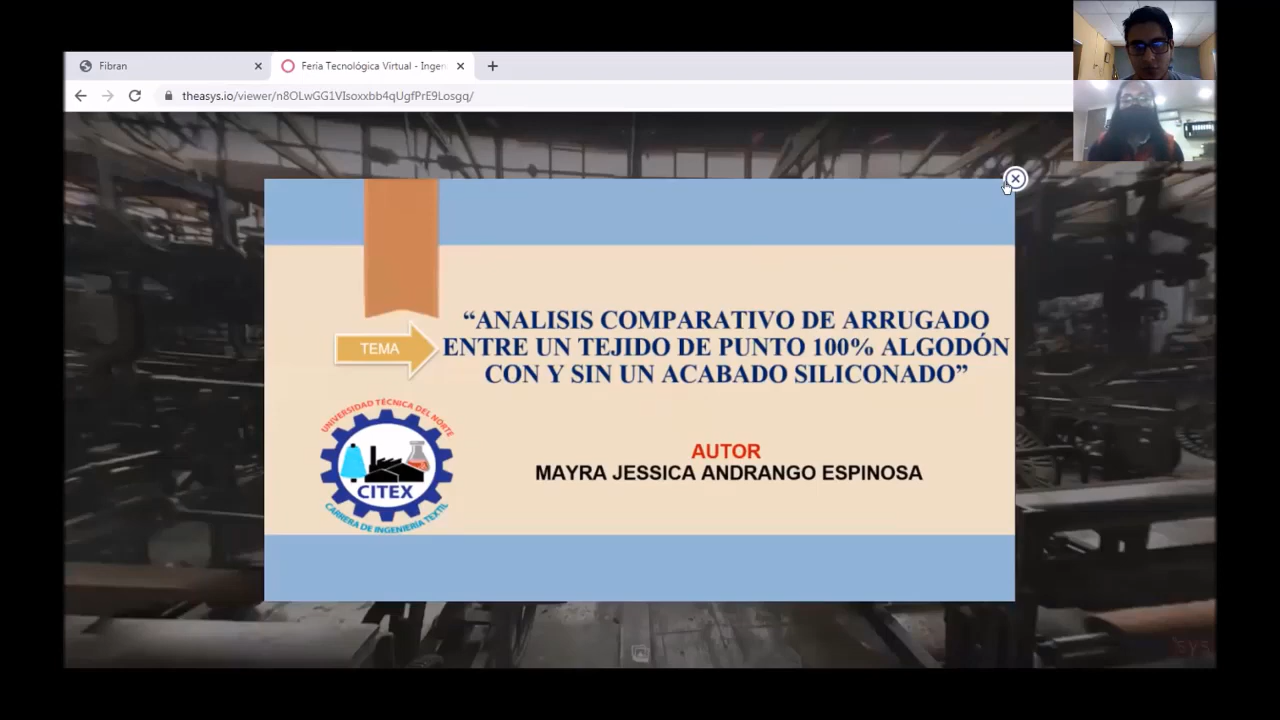 Fibran
Feria Tecnológica Virtual - Ingen
theasys.io/viewer/n8OLwGG1VIsoxxbb4qUgfPrE9Losgq/
“ANALISIS COMPARATIVO DE ARRUGADO
TEMA
ENTRE UN TEJIDO DE PUNTO 100% ALGODÓN
CON Y SIN UN ACABADO SILICONADO”
UNIVERSIDAD TÉCNICA DEL NORTE
CITEX
CARRERA DE INGENIERÍA TEXTIL
AUTOR
MAYRA JESSICA ANDRANGO ESPINOSA